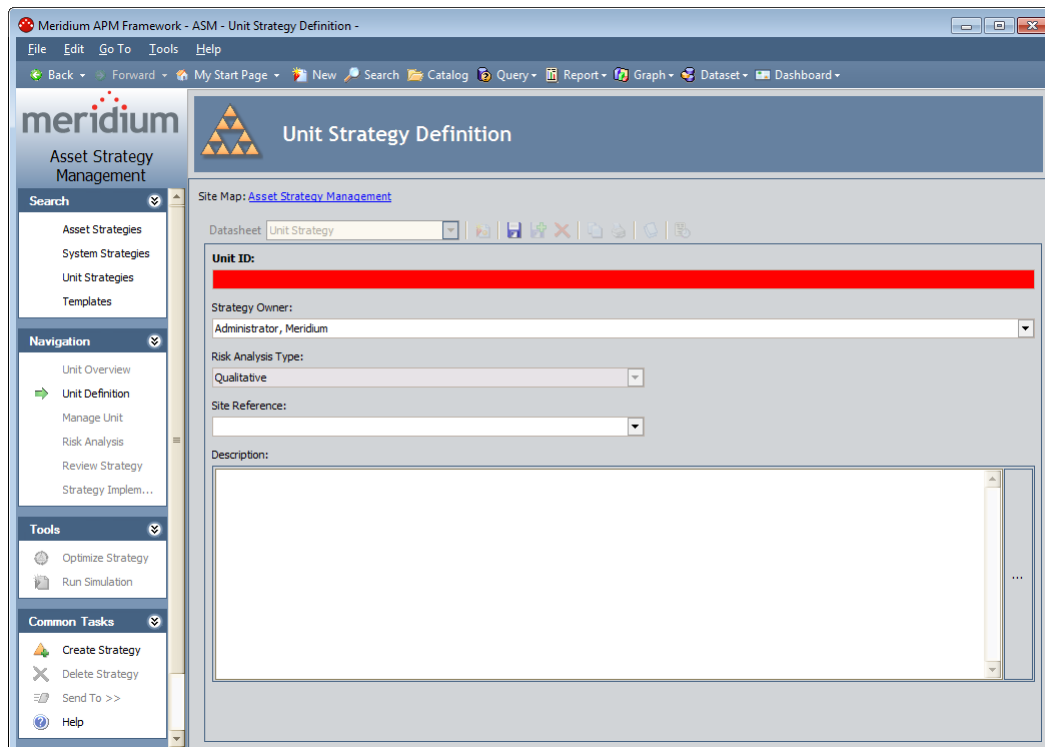 Meridium APM Framework - ASM - Unit Strategy Definition -
File Edit Go To Tools Help
Back Forward My Start Page New Search Catalog Query Report Graph Dataset Dashboard
meridium
Asset Strategy
Management
Unit Strategy Definition
Search
Asset Strategies
System Strategies
Unit Strategies
Templates
Navigation
Unit Overview
Unit Definition
Manage Unit
Risk Analysis
Review Strategy
Strategy Implem...
Tools
Optimize Strategy
Run Simulation
Common Tasks
Create Strategy
Delete Strategy
Send To >>
Help
Site Map: Asset Strategy Management
Datasheet Unit Strategy
Unit ID:
Strategy Owner:
Administrator, Meridium
Risk Analysis Type:
Qualitative
Site Reference:
Description:
...